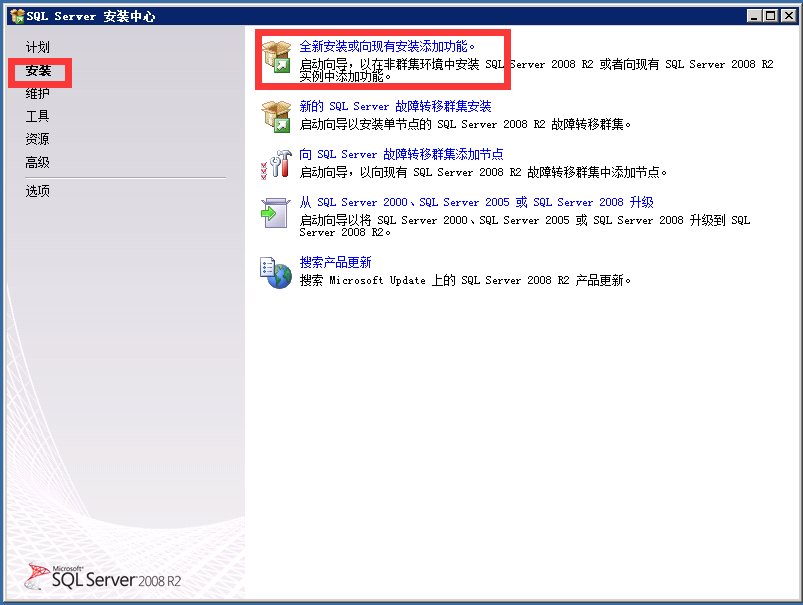 SQL Server 安装中心
计划
安装
维护
工具
资源
高级
选项
全新安装或向现有安装添加功能。
启动向导，以在非群集环境中安装 SQL Server 2008 R2 或者向现有 SQL Server 2008 R2
实例中添加功能。
新的 SQL Server 故障转移群集安装
启动向导以安装单节点的 SQL Server 2008 R2 故障转移群集。
向 SQL Server 故障转移群集添加节点
启动向导，以向现有 SQL Server 2008 R2 故障转移群集中添加节点。
从 SQL Server 2000、SQL Server 2005 或 SQL Server 2008 升级
启动向导以将 SQL Server 2000、SQL Server 2005 或 SQL Server 2008 升级到 SQL
Server 2008 R2。
搜索产品更新
搜索 Microsoft Update 上的 SQL Server 2008 R2 产品更新。
Microsoft
SQL Server 2008 R2